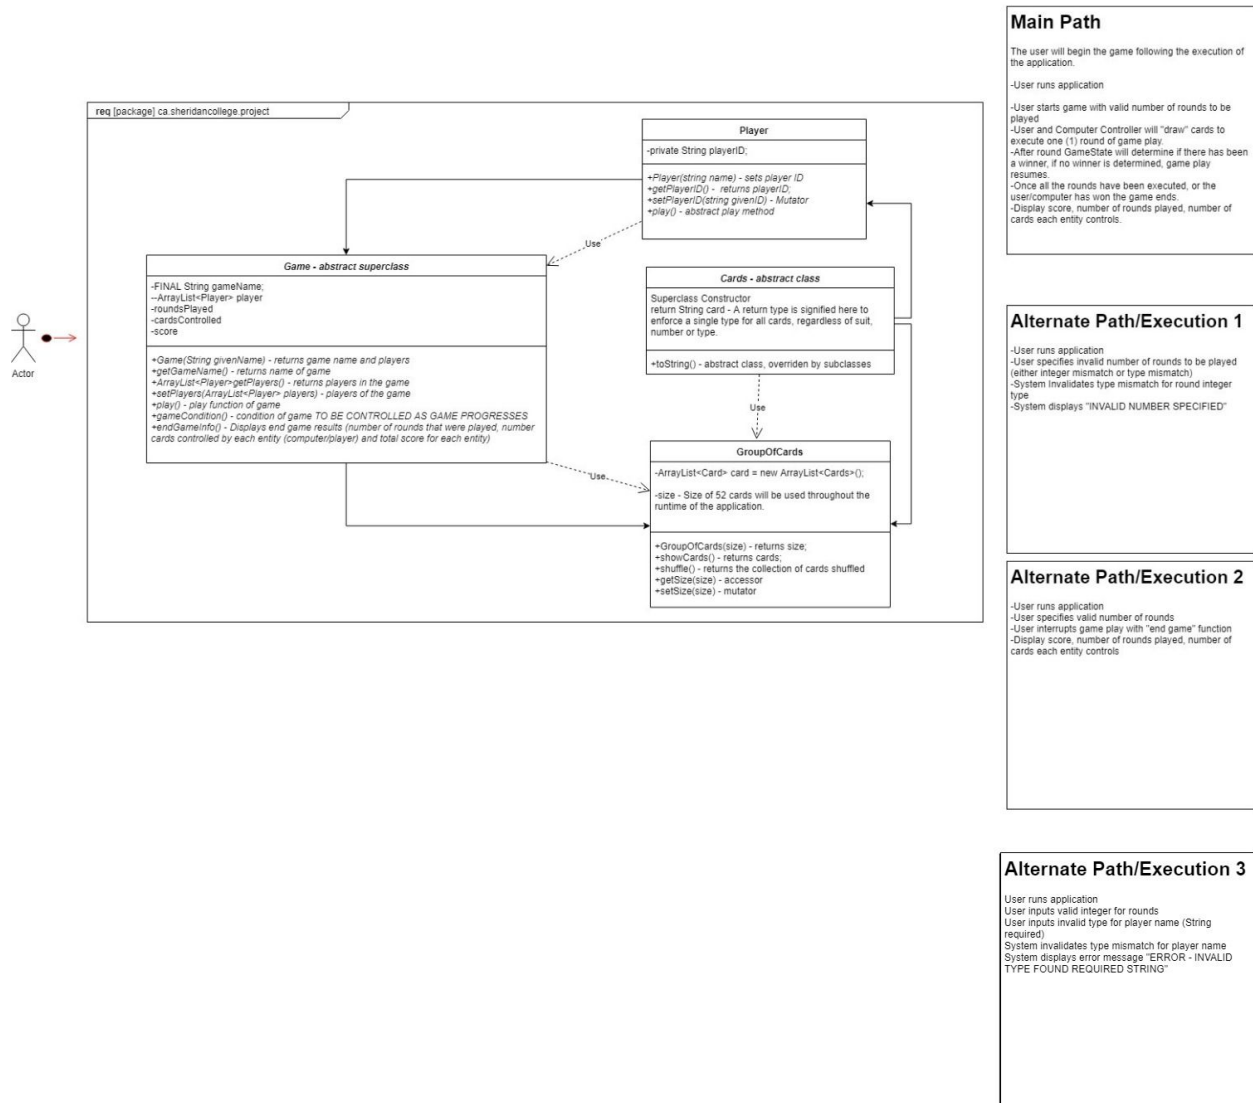 Main Path
The user will begin the game following the execution of
the application.
-User runs application
-User starts game with valid number of rounds to be
played
-User and Computer Controller will "draw" cards to
execute one (1) round of game play.
-After round GameState will determine if there has been
a winner, if no winner is determined, game play
resumes.
-Once all the rounds have been executed, or the
user/computer has won the game ends.
-Display score, number of rounds played, number of
cards each entity controls.
req [package] ca.sheridancollege.project
Player
-private String playerID;
+Player(string name) - sets player ID
+getPlayerID() - returns playerID;
+setPlayerID(string givenID) - Mutator
+play() - abstract play method
Use
Game - abstract superclass
-FINAL String gameName;
--ArrayList<Player> player
-roundsPlayed
-cardsControlled
-score
+Game(String givenName) - returns game name and players
+getGameName() - returns name of game
+ArrayList<Player>getPlayers() - returns players in the game
+setPlayers(ArrayList<Player> players) - players of the game
+play() - play function of game
+gameCondition() - condition of game TO BE CONTROLLED AS GAME PROGRESSES
+endGameInfo() - Displays end game results (number of rounds that were played, number
cards controlled by each entity (computer/player) and total score for each entity)
Cards - abstract class
Superclass Constructor
return String card - A return type is signified here to
enforce a single type for all cards, regardless of suit,
number or type.
+toString() - abstract class, overriden by subclasses
Actor
Use
Use
GroupOfCards
-ArrayList<Card> card = new ArrayList<Cards>();
-size - Size of 52 cards will be used throughout the
runtime of the application.
+GroupOfCards(size) - returns size;
+showCards() - returns cards;
+shuffle() - returns the collection of cards shuffled
+getSize(size) - accessor
+setSize(size) - mutator
Alternate Path/Execution 1
-User runs application
-User specifies invalid number of rounds to be played
(either integer mismatch or type mismatch)
-System Invalidates type mismatch for round integer
type
-System displays "INVALID NUMBER SPECIFIED"
Alternate Path/Execution 2
-User runs application
-User specifies valid number of rounds
-User interrupts game play with "end game" function
-Display score, number of rounds played, number of
cards each entity controls
Alternate Path/Execution 3
User runs application
User inputs valid integer for rounds
User inputs invalid type for player name (String
required)
System invalidates type mismatch for player name
System displays error message "ERROR - INVALID
TYPE FOUND REQUIRED STRING"